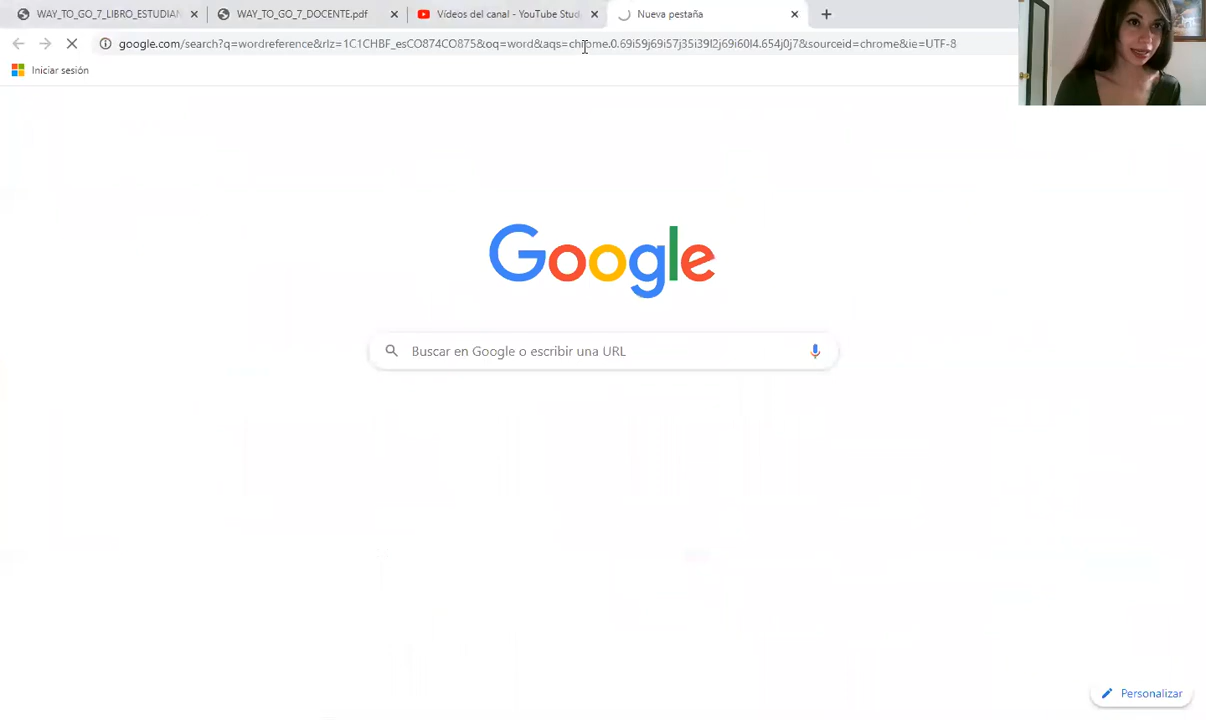 WAY_TO_GO_7_LIBRO_ESTUDIAN
WAY_TO_GO_7_DOCENTE.pdf
Vídeos del canal - YouTube Stud
Nueva pestaña
google.com/search?q=wordreference&rlz=1C1CHBF_esCO874CO875&oq=word&aqs=chrome.0.69i59j69i57j35i39l2j69i60l4.654j0j7&sourceid=chrome&ie=UTF-8
Iniciar sesión
Google
Buscar en Google o escribir una URL
Personalizar